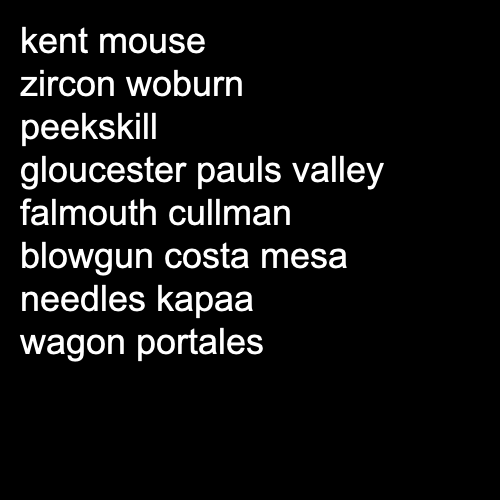 kent mouse
zircon woburn
peekskill
gloucester pauls valley
falmouth cullman
blowgun costa mesa
needles kapaa
wagon portales